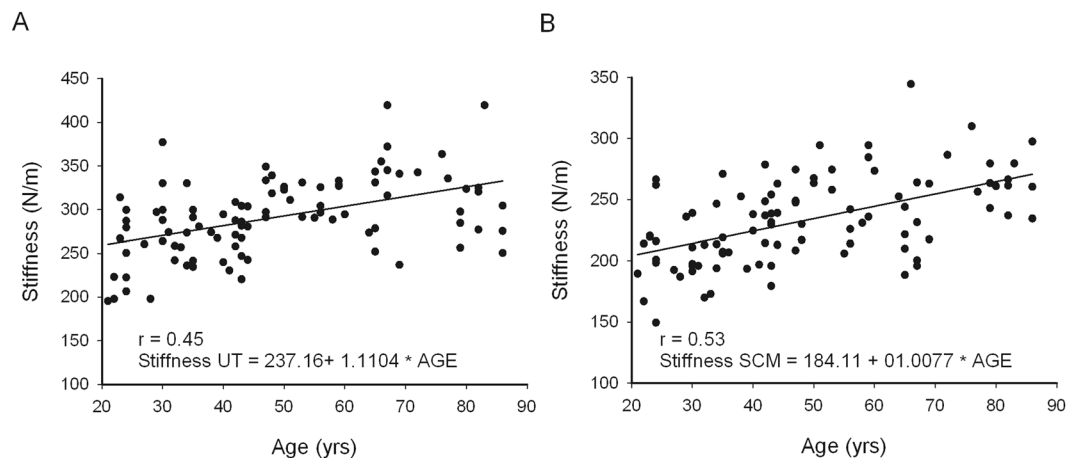 A
B
Stiffness (N/m)
450
400
350
300
250
200
150
100
r = 0.45
Stiffness UT = 237.16+ 1.1104 * AGE
20 30 40 50 60 70 80 90
Age (yrs)
Stiffness (N/m)
350
300
250
200
150
100
r = 0.53
Stiffness SCM = 184.11 + 01.0077 * AGE
20 30 40 50 60 70 80 90
Age (yrs)